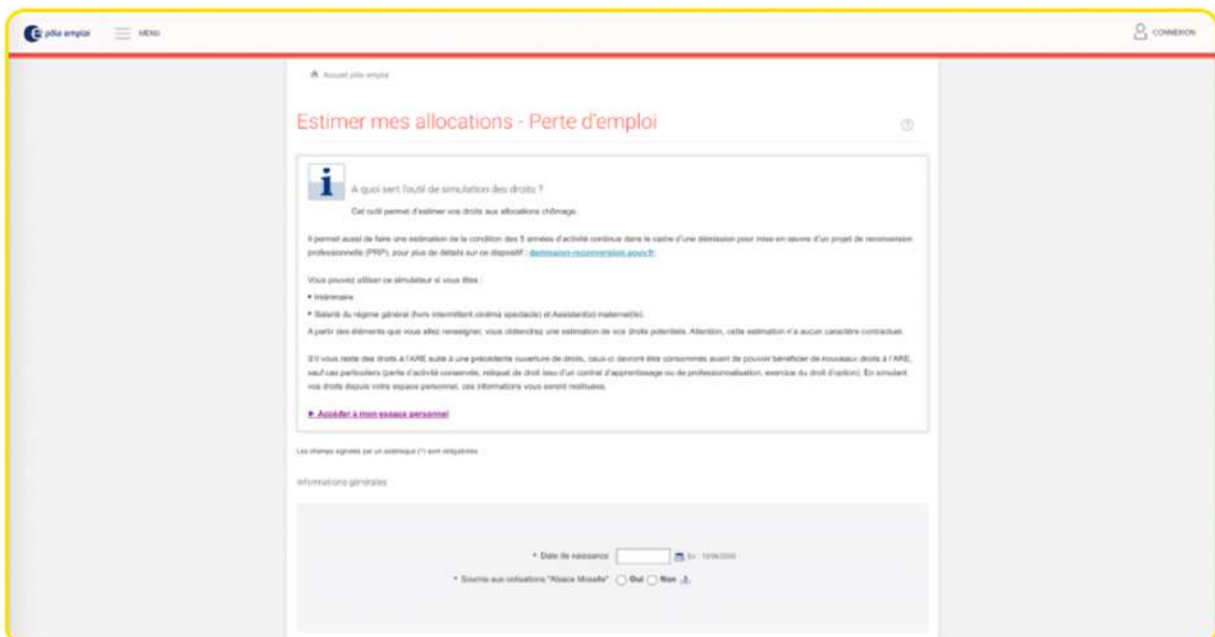 pôle emploi
MENU
CONNEXION
Accueil pôle emploi
Estimer mes allocations - Perte d'emploi
A quoi sert l'outil de simulation des droits ?
Cet outil permet d'estimer vos droits aux allocations chômage.
Il permet aussi de faire une estimation de la condition des 5 années d'activité continue dans le cadre d'une démission pour mise en œuvre d'un projet de reconversion
professionnelle (PRP), pour plus de détails sur ce dispositif : demission-reconversion.gouv.fr
Vous pouvez utiliser ce simulateur si vous êtes :
• Intérimaire
• Salarié du régime général (hors intermittent cinéma spectacle) et Assistant(e) maternel(le).
A partir des éléments que vous allez renseigner, vous obtiendrez une estimation de vos droits potentiels. Attention, cette estimation n'a aucun caractère contractuel.
S'il vous reste des droits à l'ARE suite à une précédente ouverture de droits, ceux-ci devront être consommés avant de pouvoir bénéficier de nouveaux droits à l'ARE,
sauf cas particuliers (perte d'activité conservée, reliquat de droit issu d'un contrat d'apprentissage ou de professionnalisation, exercice du droit d'option). En simulant
vos droits depuis votre espace personnel, ces informations vous seront restituées.
Accéder à mon espace personnel
Les champs signalés par un astérisque (*) sont obligatoires
Informations générales
* Date de naissance
Ex :
* Soumis aux cotisations "Alsace Moselle" Oui Non